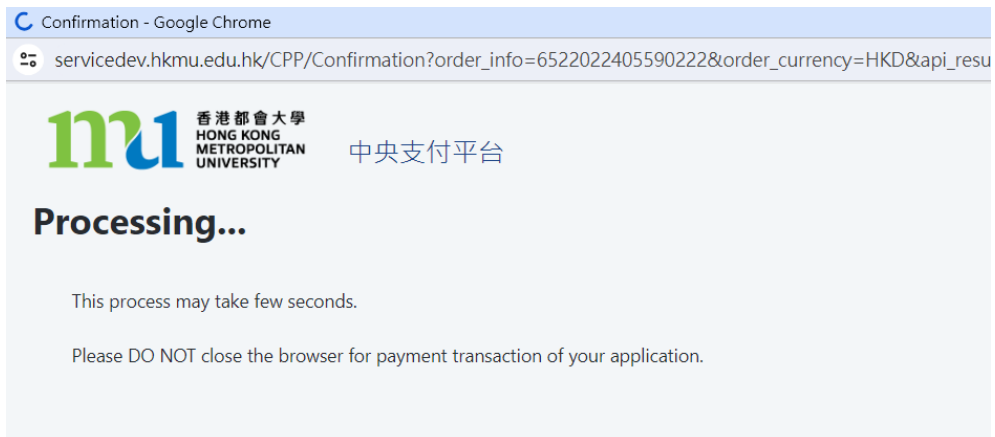 Confirmation - Google Chrome
servicedev.hkmu.edu.hk/CPP/Confirmation?order_info=6522022405590222&order_currency=HKD&api_resu
mu
香港都會大學
HONG KONG
METROPOLITAN
UNIVERSITY
中央支付平台
Processing...
This process may take few seconds.
Please DO NOT close the browser for payment transaction of your application.